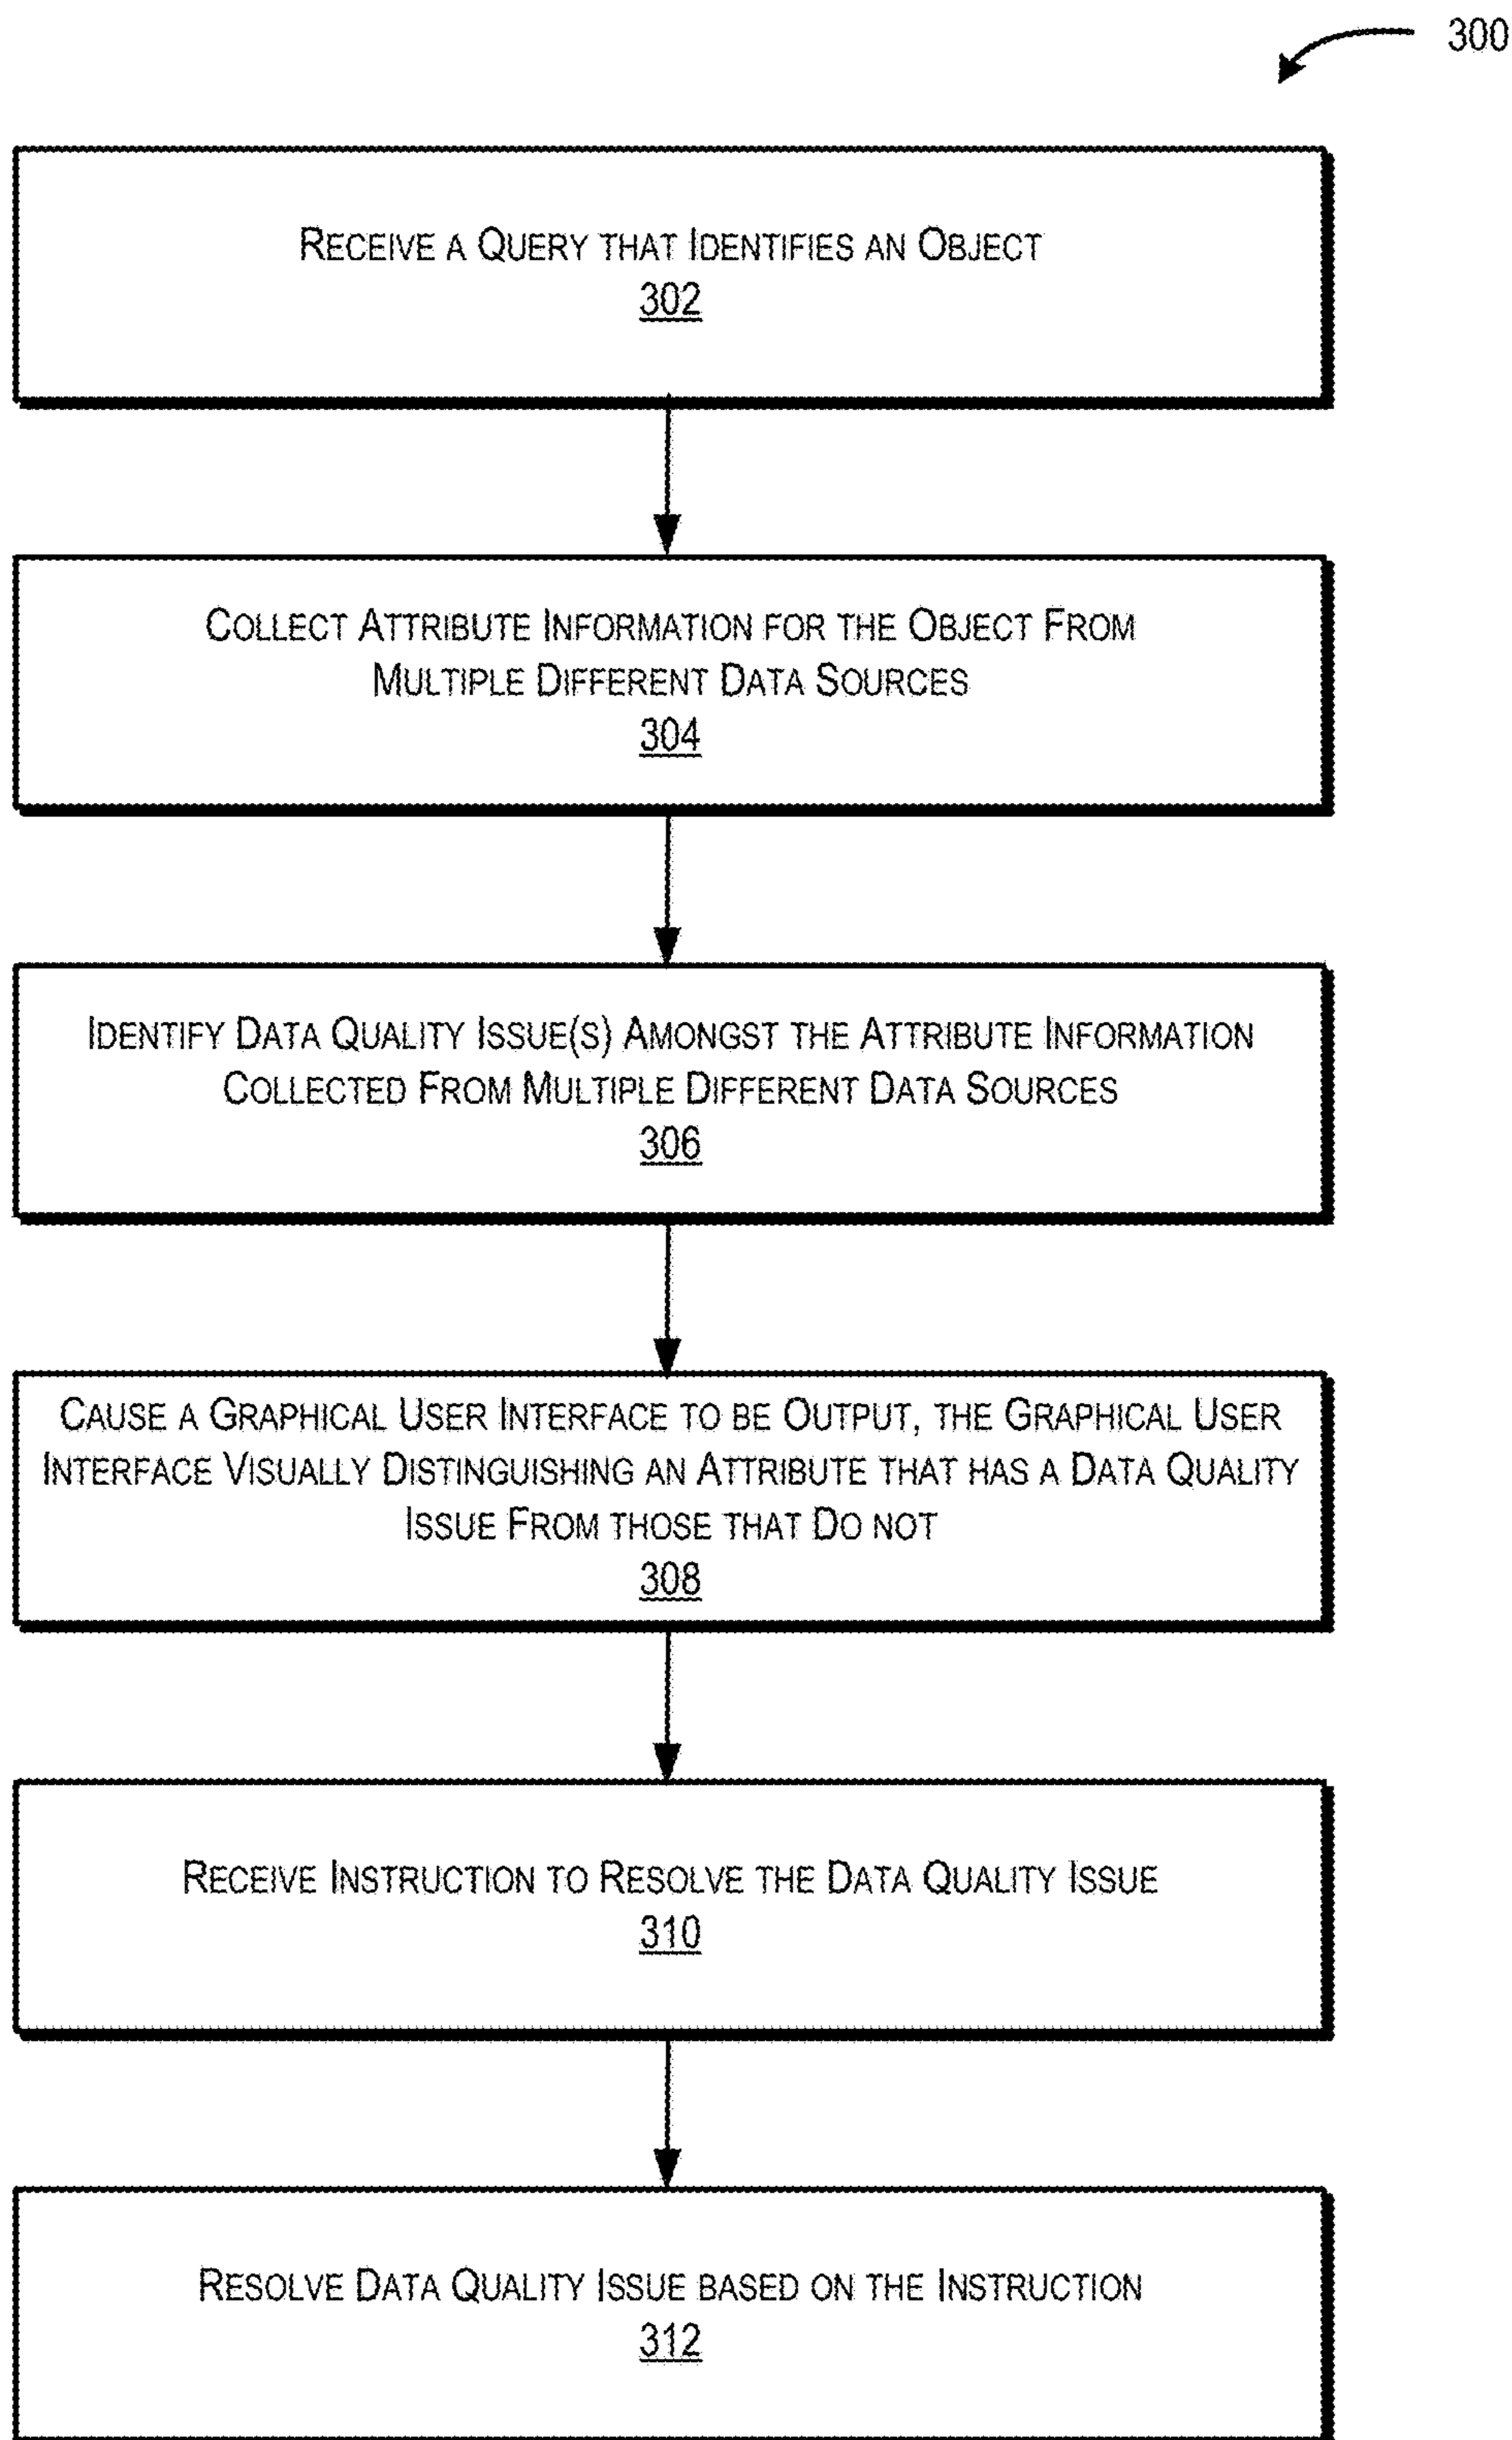 300
RECEIVE A QUERY THAT IDENTIFIES AN OBJECT
302
COLLECT ATTRIBUTE INFORMATION FOR THE OBJECT FROM
MULTIPLE DIFFERENT DATA SOURCES
304
IDENTIFY DATA QUALITY ISSUE(S) AMONGST THE ATTRIBUTE INFORMATION
COLLECTED FROM MULTIPLE DIFFERENT DATA SOURCES
306
CAUSE A GRAPHICAL USER INTERFACE TO BE OUTPUT, THE GRAPHICAL USER
INTERFACE VISUALLY DISTINGUISHING AN ATTRIBUTE THAT HAS A DATA QUALITY
ISSUE FROM THOSE THAT DO NOT
308
RECEIVE INSTRUCTION TO RESOLVE THE DATA QUALITY ISSUE
310
RESOLVE DATA QUALITY ISSUE BASED ON THE INSTRUCTION
312